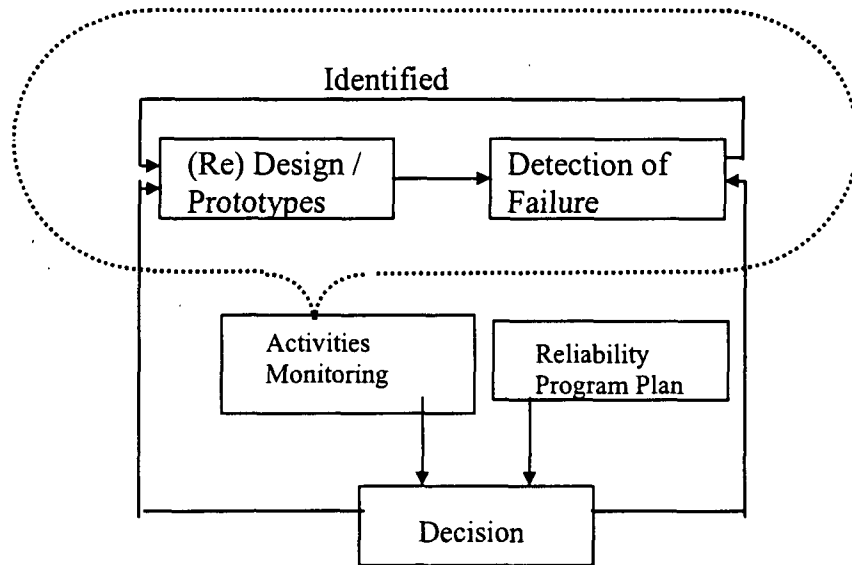 Identified
(Re) Design /
Prototypes
Detection of
Failure
Activities
Monitoring
Reliability
Program Plan
Decision